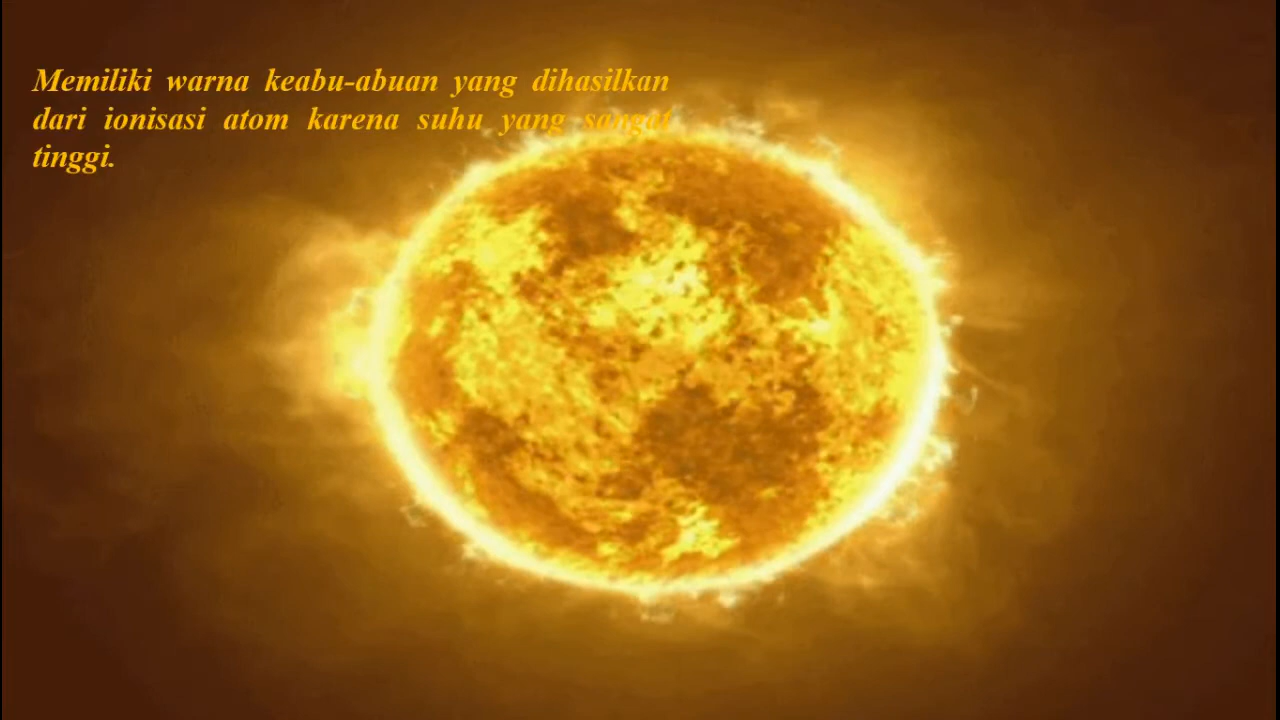 Memiliki warna keabu-abuan yang dihasilkan
dari ionisasi atom karena suhu yang sangat
tinggi.